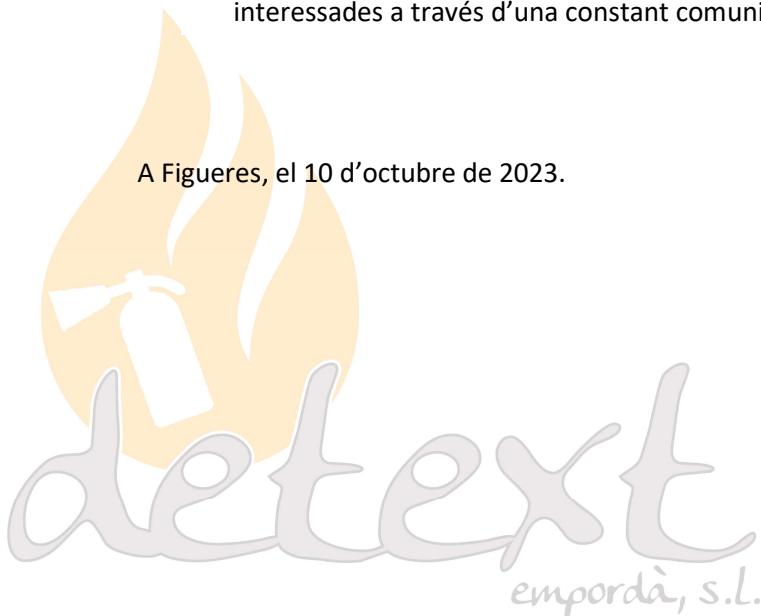 interessades a través d’una constant comuni
A Figueres, el 10 d’octubre de 2023.
detext
empordà, s.l.